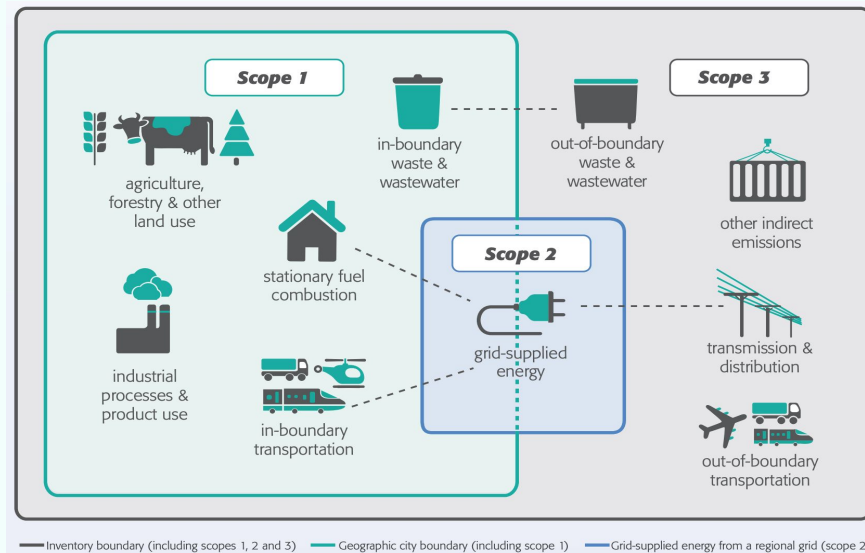 Scope 1
Scope 3
in-boundary
waste &
wastewater
out-of-boundary
waste &
wastewater
agriculture,
forestry & other
land use
other indirect
emissions
Scope 2
stationary fuel
combustion
grid-supplied
energy
transmission &
distribution
industrial
processes &
product use
in-boundary
transportation
out-of-boundary
transportation
Inventory boundary (including scopes 1, 2 and 3)
Geographic city boundary (including scope 1)
Grid-supplied energy from a regional grid (scope